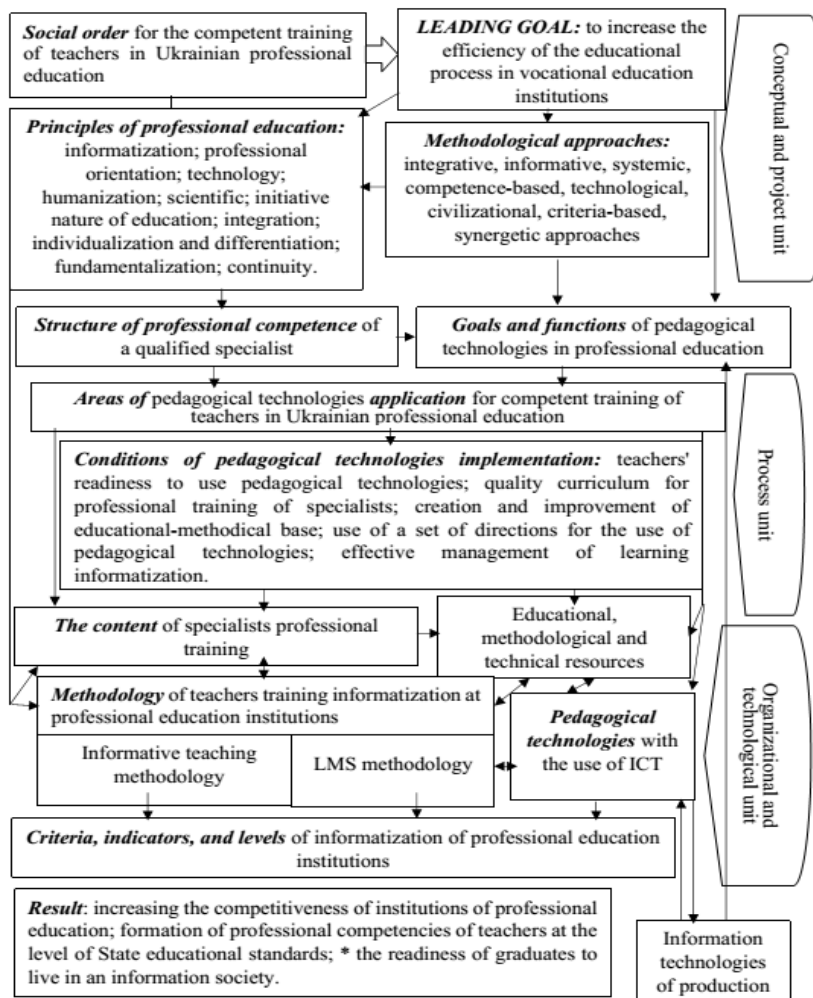 Social order for the competent training
of teachers in Ukrainian professional
education
LEADING GOAL: to increase the
efficiency of the educational
process in vocational education
institutions
Conceptual and project unit
Principles of professional education:
informatization; professional
orientation; technology;
humanization; scientific; initiative
nature of education; integration;
individualization and differentiation;
fundamentalization; continuity.
Methodological approaches:
integrative, informative, systemic,
competence-based, technological,
civilizational, criteria-based,
synergetic approaches
Structure of professional competence of
a qualified specialist
Goals and functions of pedagogical
technologies in professional education
Areas of pedagogical technologies application for competent training of
teachers in Ukrainian professional education
Process unit
Conditions of pedagogical technologies implementation: teachers'
readiness to use pedagogical technologies; quality curriculum for
professional training of specialists; creation and improvement of
educational-methodical base; use of a set of directions for the use of
pedagogical technologies; effective management of learning
informatization.
The content of specialists professional
training
Educational,
methodological and
technical resources
Organizational and
technological unit
Methodology of teachers training informatization at
professional education institutions
Informative teaching
methodology
LMS methodology
Pedagogical
technologies with
the use of ICT
Criteria, indicators, and levels of informatization of professional education
institutions
Result: increasing the competitiveness of institutions of professional
education; formation of professional competencies of teachers at the
level of State educational standards; * the readiness of graduates to
live in an information society.
Information
technologies
of production